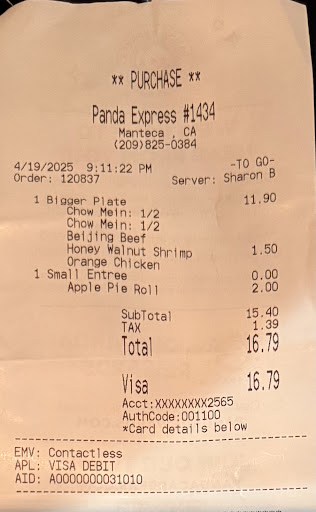 ** PURCHASE **
Panda Express #1434
Manteca , CA
(209)825-0384
-TO GO-
4/19/2025 9:11:22 PM
Order: 120837 Server: Sharon B
1 Bigger Plate 11.90
Chow Mein: 1/2
Chow Mein: 1/2
Beijing Beef
Honey Walnut Shrimp 1.50
Orange Chicken
1 Small Entree 0.00
Apple Pie Roll 2.00
SubTotal 15.40
TAX 1.39
Total 16.79
Visa 16.79
Acct:XXXXXXXX2565
AuthCode:001100
*Card details below
EMV: Contactless
APL: VISA DEBIT
AID: A0000000031010